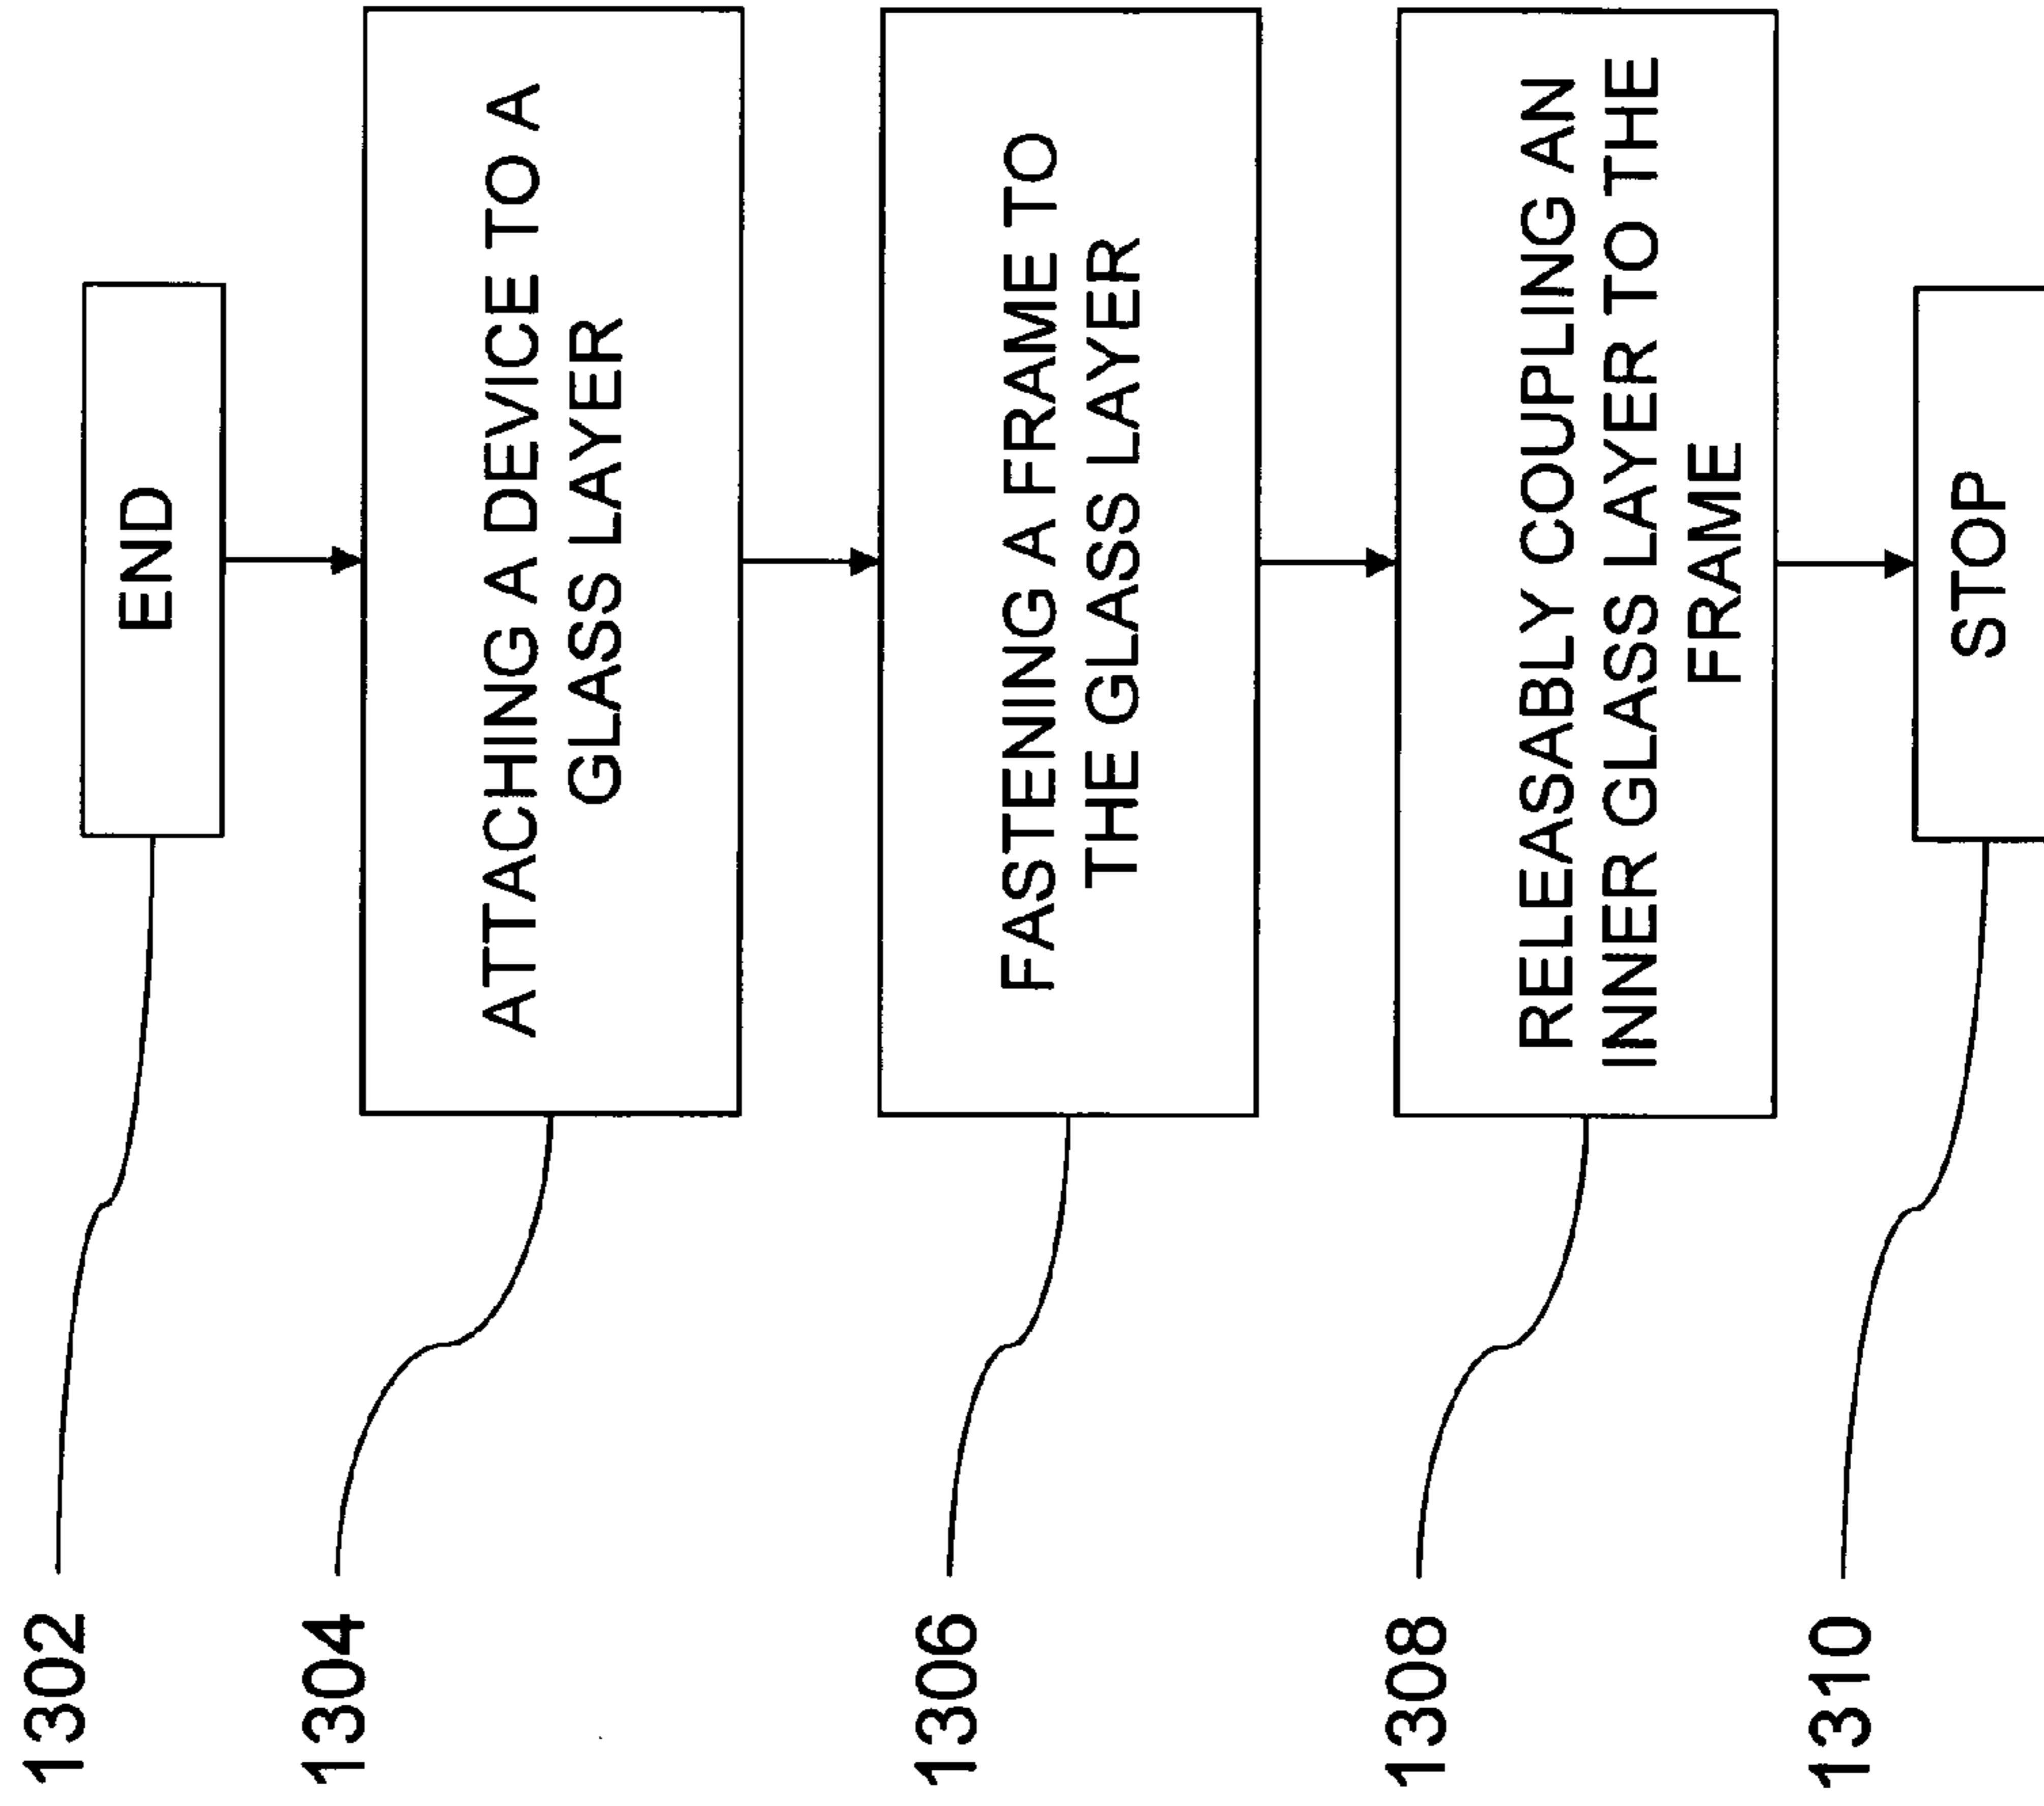 1302
END
1304
ATTACHING A DEVICE TO A
GLASS LAYER
1306
FASTENING A FRAME TO
THE GLASS LAYER
1308
RELEASABLY COUPLING AN
INNER GLASS LAYER TO THE
FRAME
1310
STOP